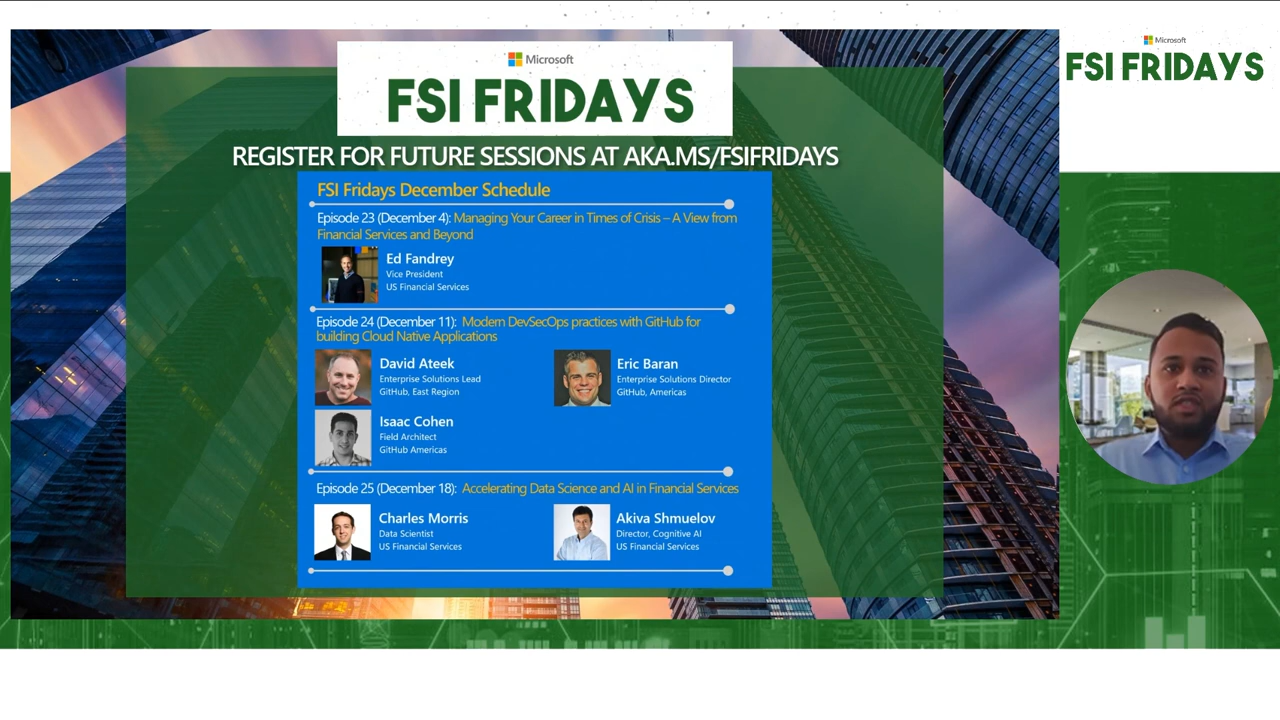 Microsoft
FSI FRIDAYS
REGISTER FOR FUTURE SESSIONS AT AKA.MS/FSIFRIDAYS
FSI Fridays December Schedule
Episode 23 (December 4): Managing Your Career in Times of Crisis – A View from
Financial Services and Beyond
Ed Fandrey
Vice President
US Financial Services
Episode 24 (December 11): Modern DevSecOps practices with GitHub for
building Cloud Native Applications
David Ateek
Enterprise Solutions Lead
GitHub, East Region
Eric Baran
Enterprise Solutions Director
GitHub, Americas
Isaac Cohen
Field Architect
GitHub Americas
Episode 25 (December 18): Accelerating Data Science and AI in Financial Services
Charles Morris
Data Scientist
US Financial Services
Akiva Shmuelov
Director, Cognitive AI
US Financial Services
Microsoft
FSI FRIDAYS